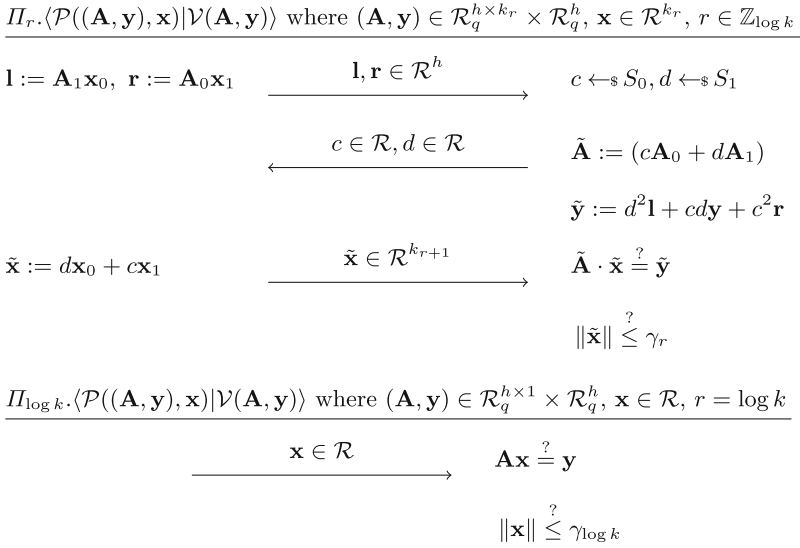 Π_r.⟨P((A, y), x)|V(A, y)⟩ where (A, y) ∈ R_q^{h×k_r} × R_q^h, x ∈ R^{k_r}, r ∈ Z_{log k}
l := A_1x_0, r := A_0x_1 l, r ∈ R^h c ←$ S_0, d ←$ S_1
c ∈ R, d ∈ R Ã := (cA_0 + dA_1)
ỹ := d^2l + cdy + c^2r
x̃ := dx_0 + cx_1 x̃ ∈ R^{k_{r+1}} Ã · x̃ =^? ỹ
‖x̃‖ ≤^? γ_r
Π_{log k}.⟨P((A, y), x)|V(A, y)⟩ where (A, y) ∈ R_q^{h×1} × R_q^h, x ∈ R, r = log k
x ∈ R Ax =^? y
‖x‖ ≤^? γ_{log k}